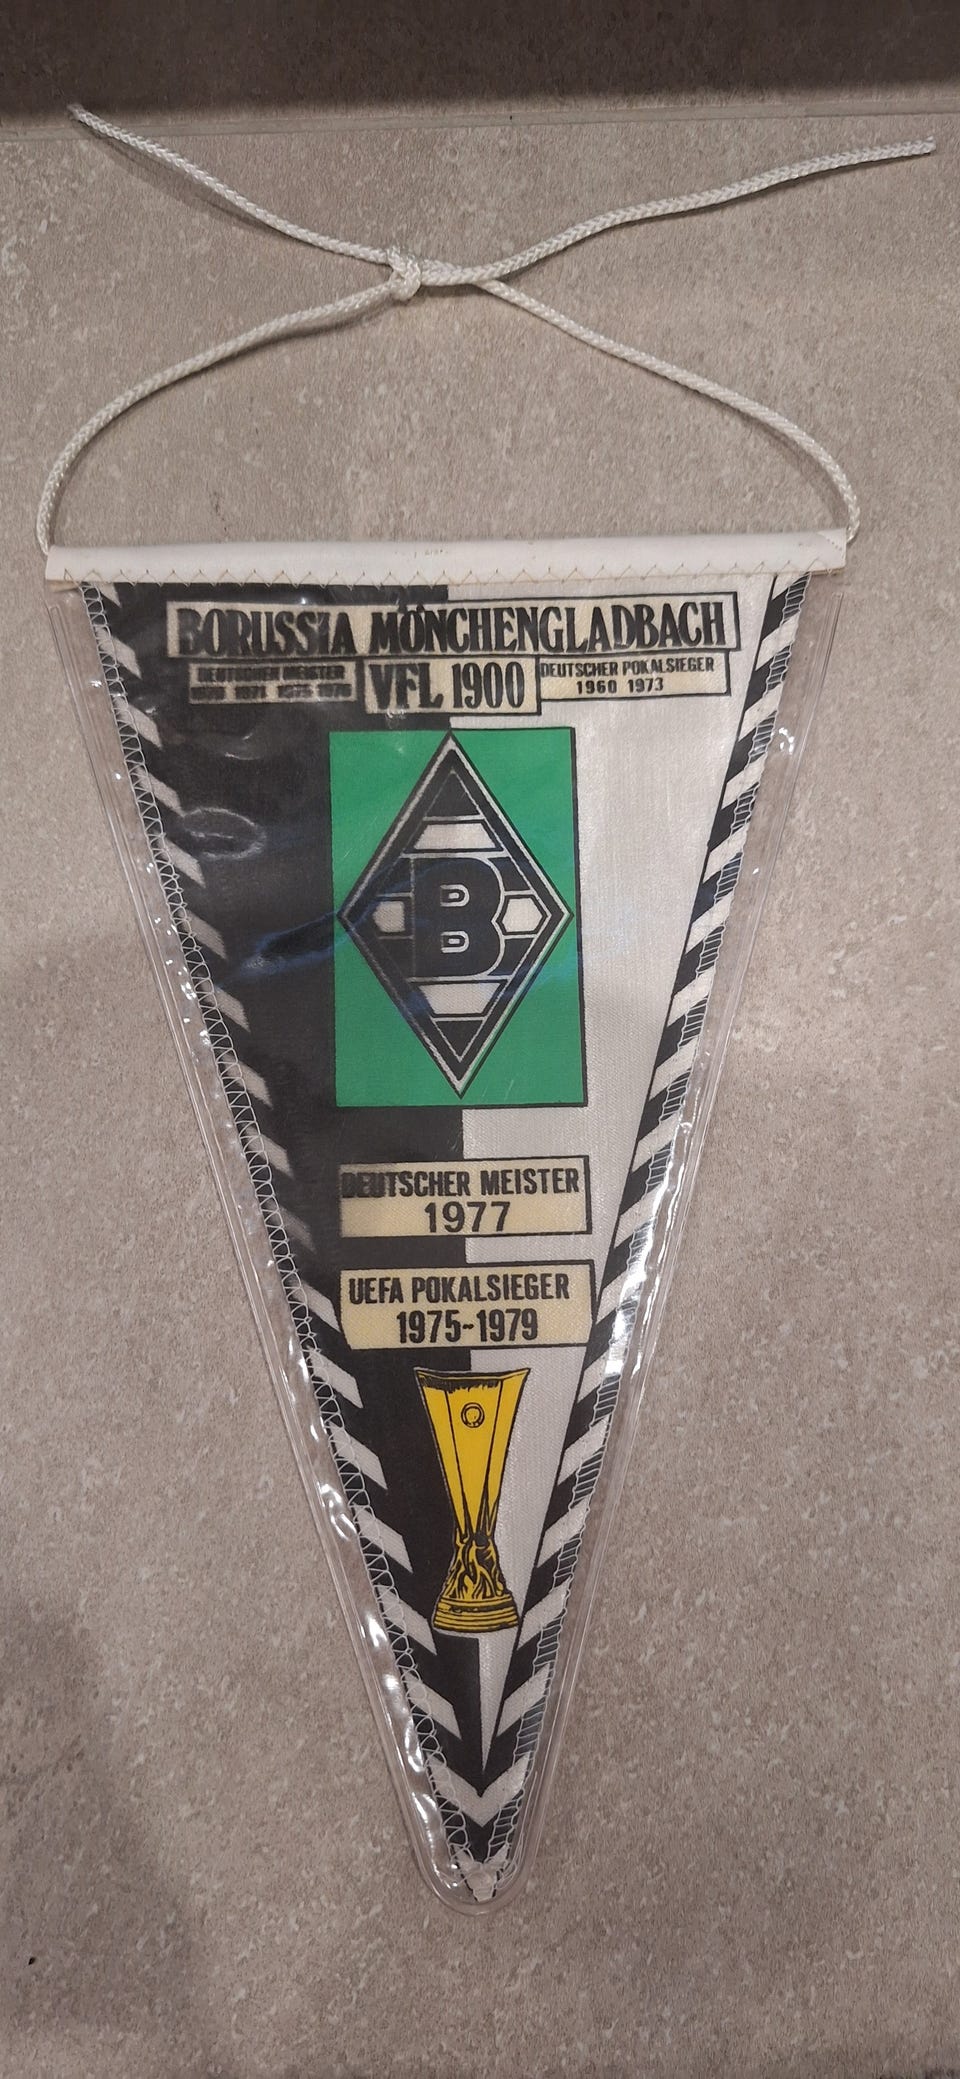 BORUSSIA MÖNCHENGLADBACH
DEUTSCHER MEISTER
1970 1971 1975 1976
VFL 1900
DEUTSCHER POKALSIEGER
1960 1973
B
DEUTSCHER MEISTER
1977
UEFA POKALSIEGER
1975-1979